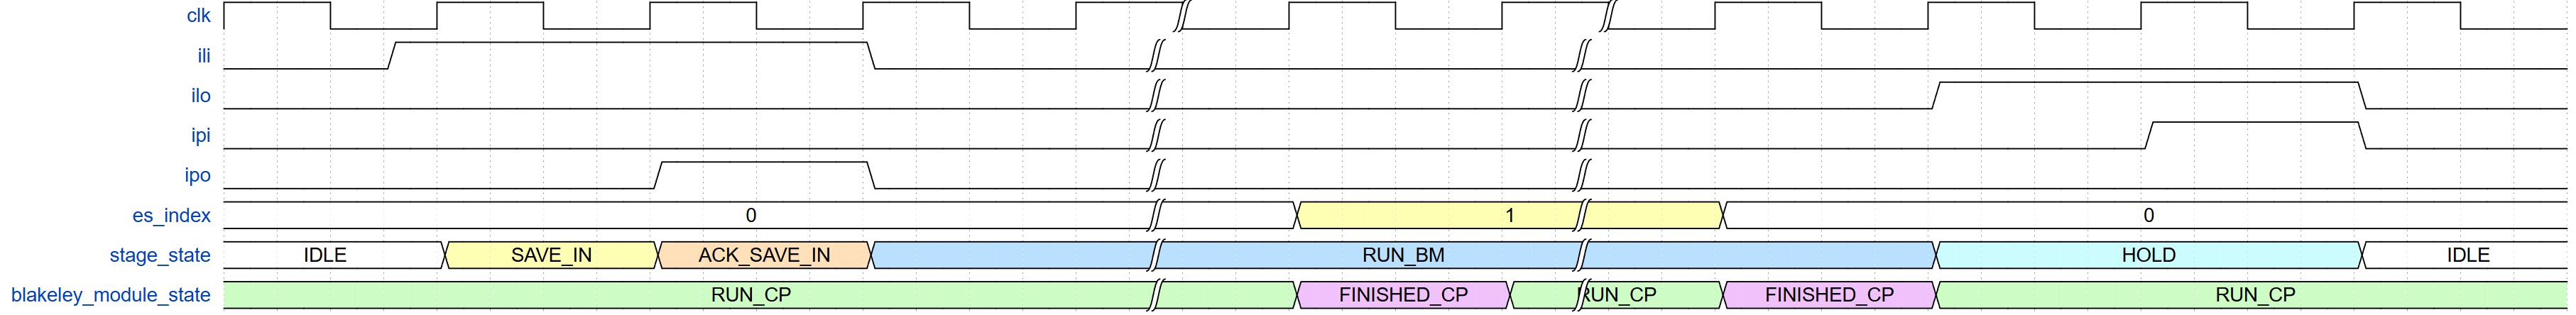 clk
ili
ilo
ipi
ipo
es_index 0 1 0
stage_state IDLE SAVE_IN ACK_SAVE_IN RUN_BM HOLD IDLE
blakeley_module_state RUN_CP FINISHED_CP RUN_CP FINISHED_CP RUN_CP